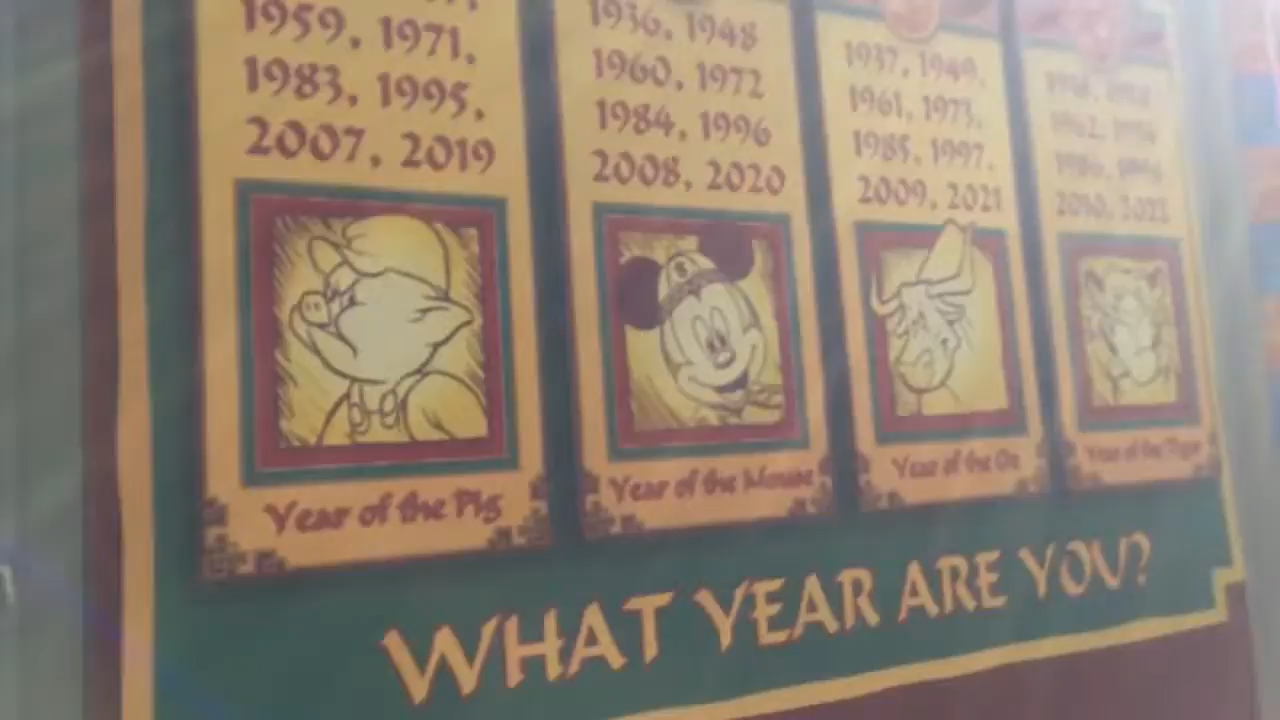 1959, 1971,
1983, 1995,
2007, 2019
Year of the Pig
1936, 1948
1960, 1972
1984, 1996
2008, 2020
Year of the Mouse
1937, 1949,
1961, 1973,
1985, 1997,
2009, 2021
Year of the Ox
2010, 2022
Year of the Tiger
WHAT YEAR ARE YOU?